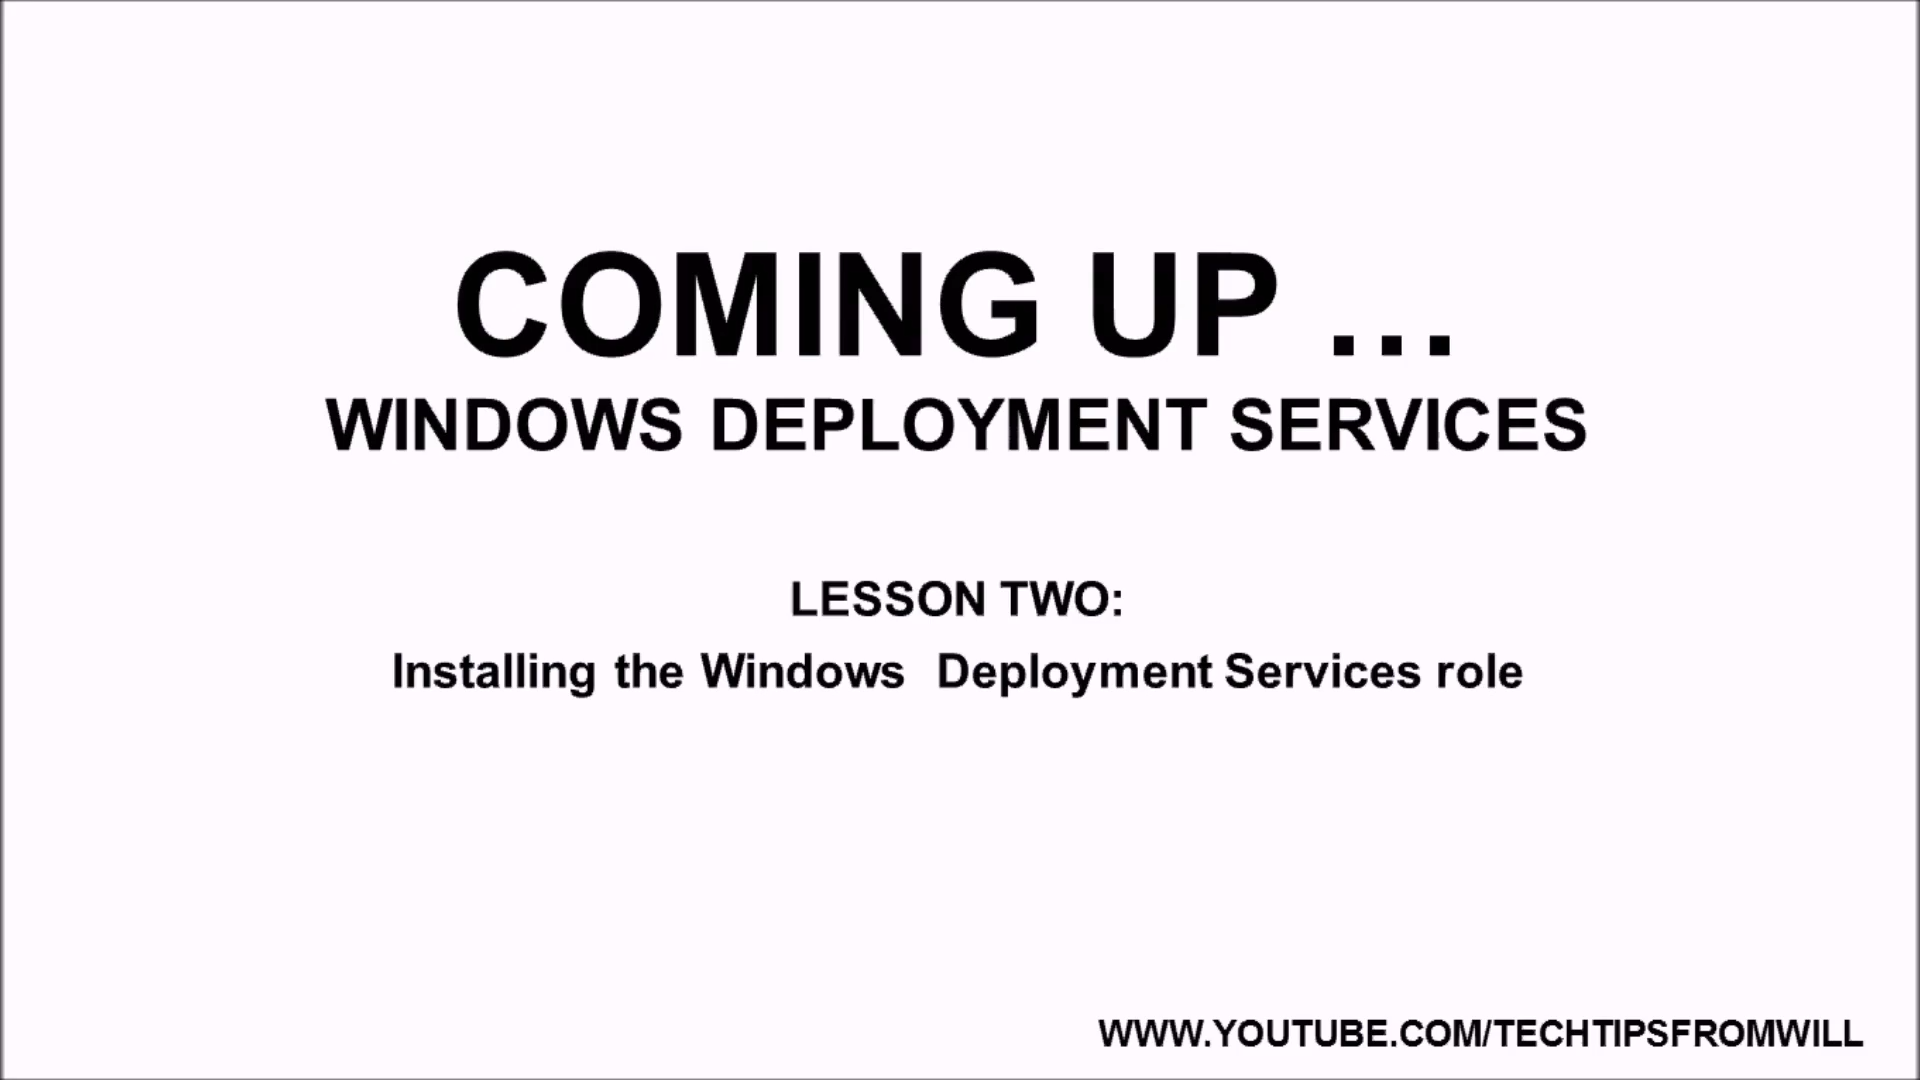 COMING UP ...
WINDOWS DEPLOYMENT SERVICES
LESSON TWO:
Installing the Windows  Deployment Services role
WWW.YOUTUBE.COM/TECHTIPSFROMWILL